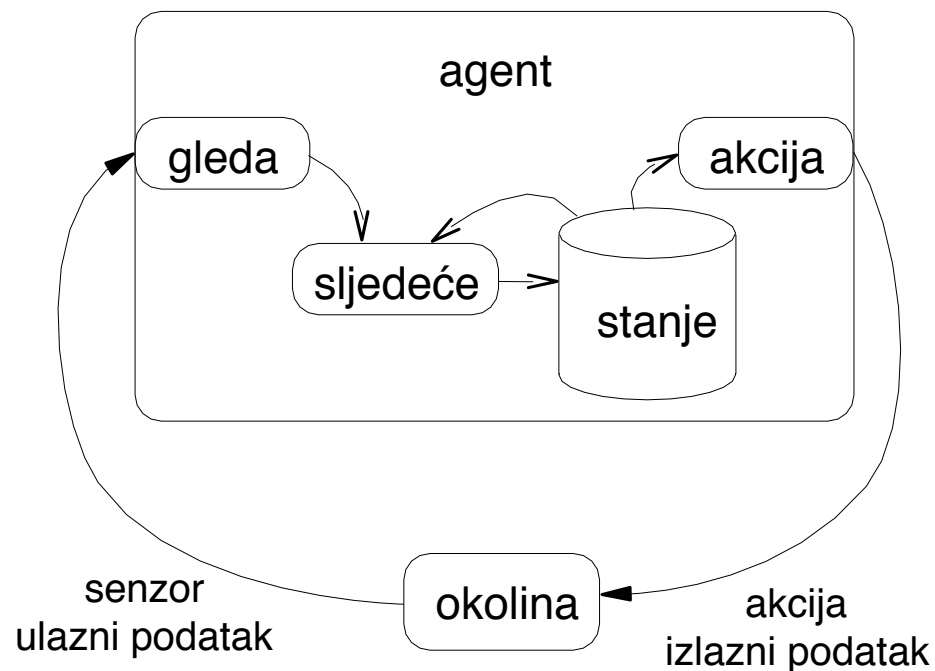 agent
gleda
akcija
sljedeće
stanje
okolina
senzor
ulazni podatak
akcija
izlazni podatak